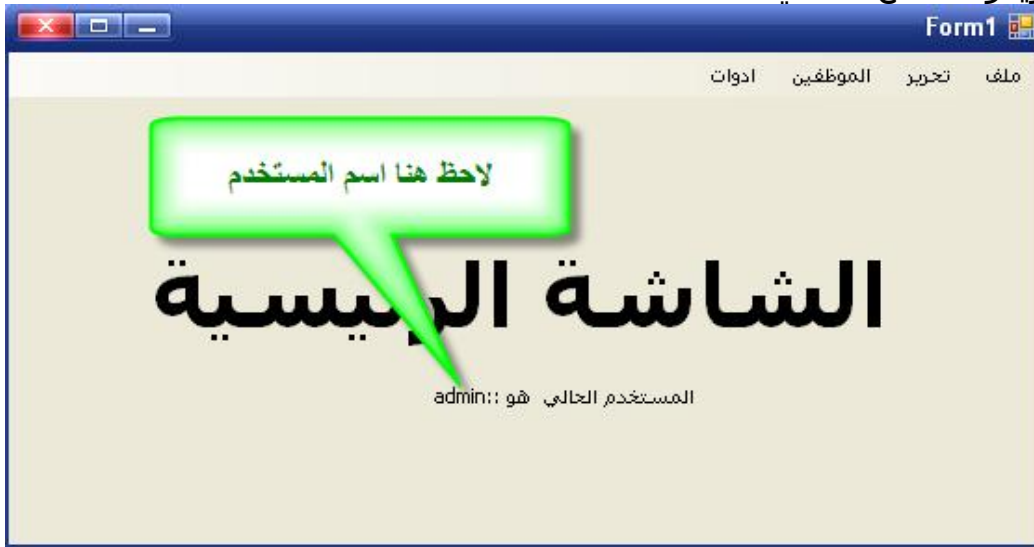 Form1
ملف تحرير الموظفين ادوات
لاحظ هنا اسم المستخدم
الشاشة الرئيسية
المستخدم الحالي هو ::admin